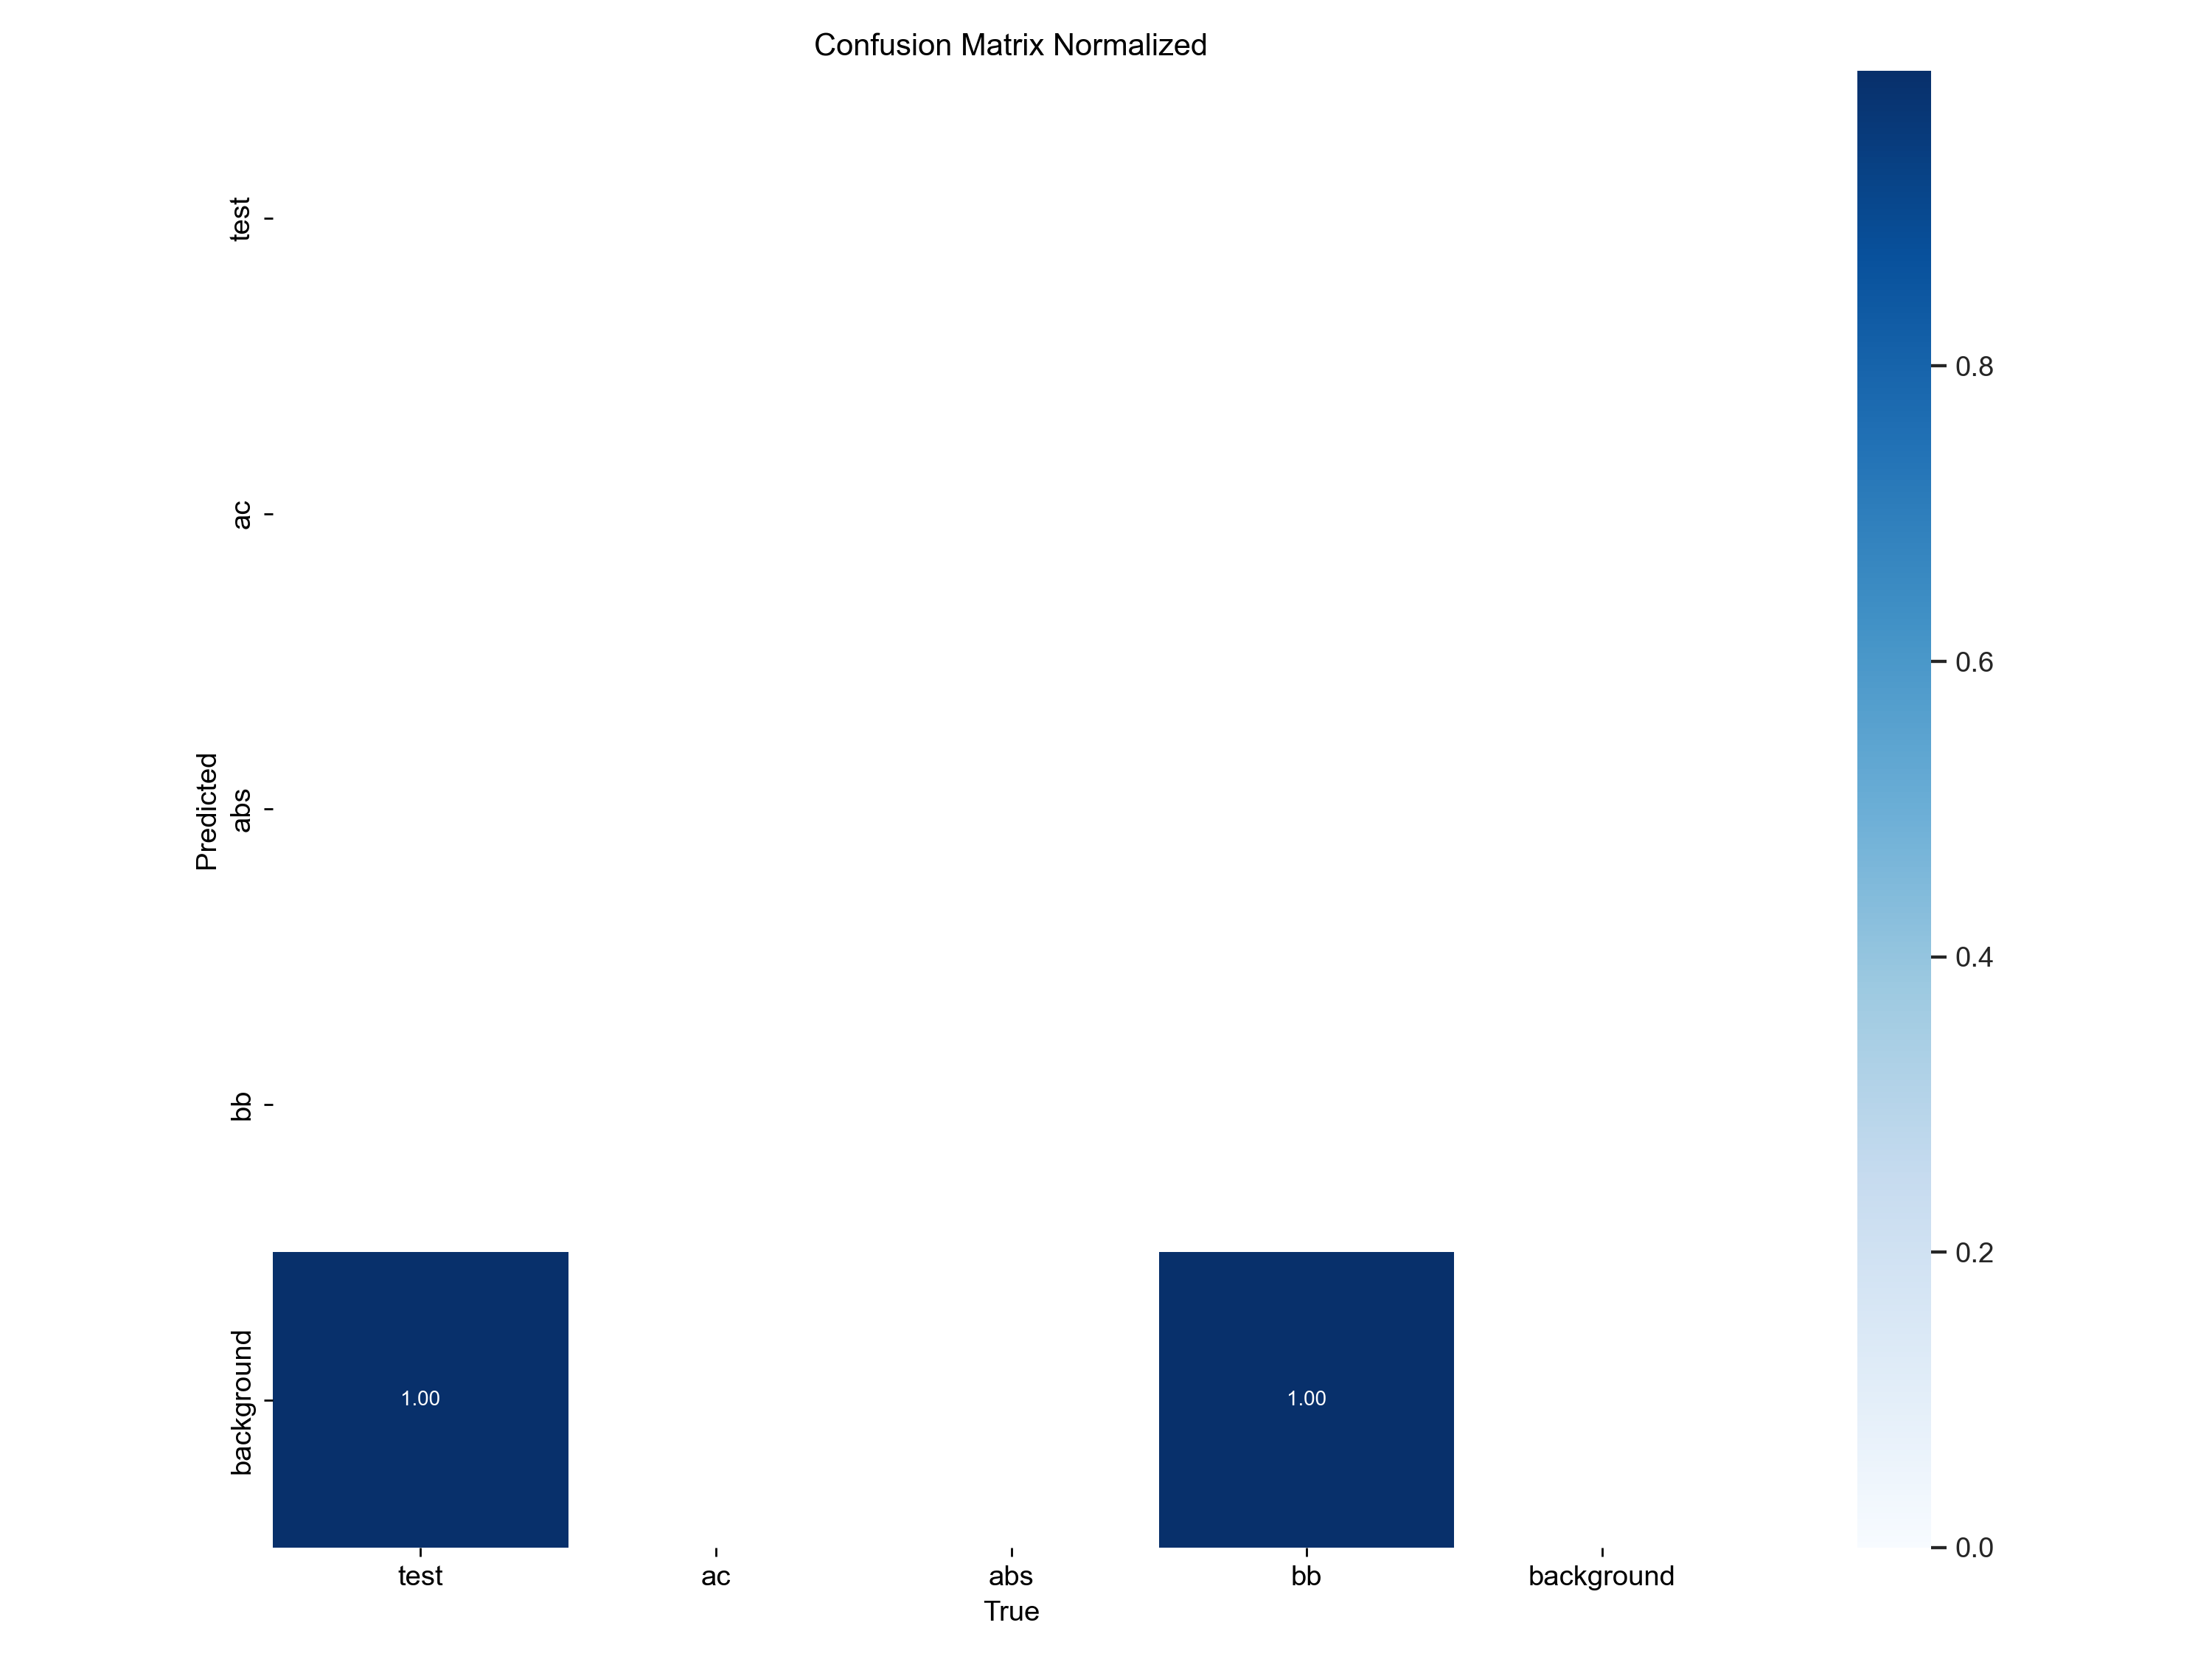 Confusion Matrix Normalized
Predicted
test
ac
abs
bb
background
1.00
1.00
test
ac
abs
bb
background
True
0.8
0.6
0.4
0.2
0.0